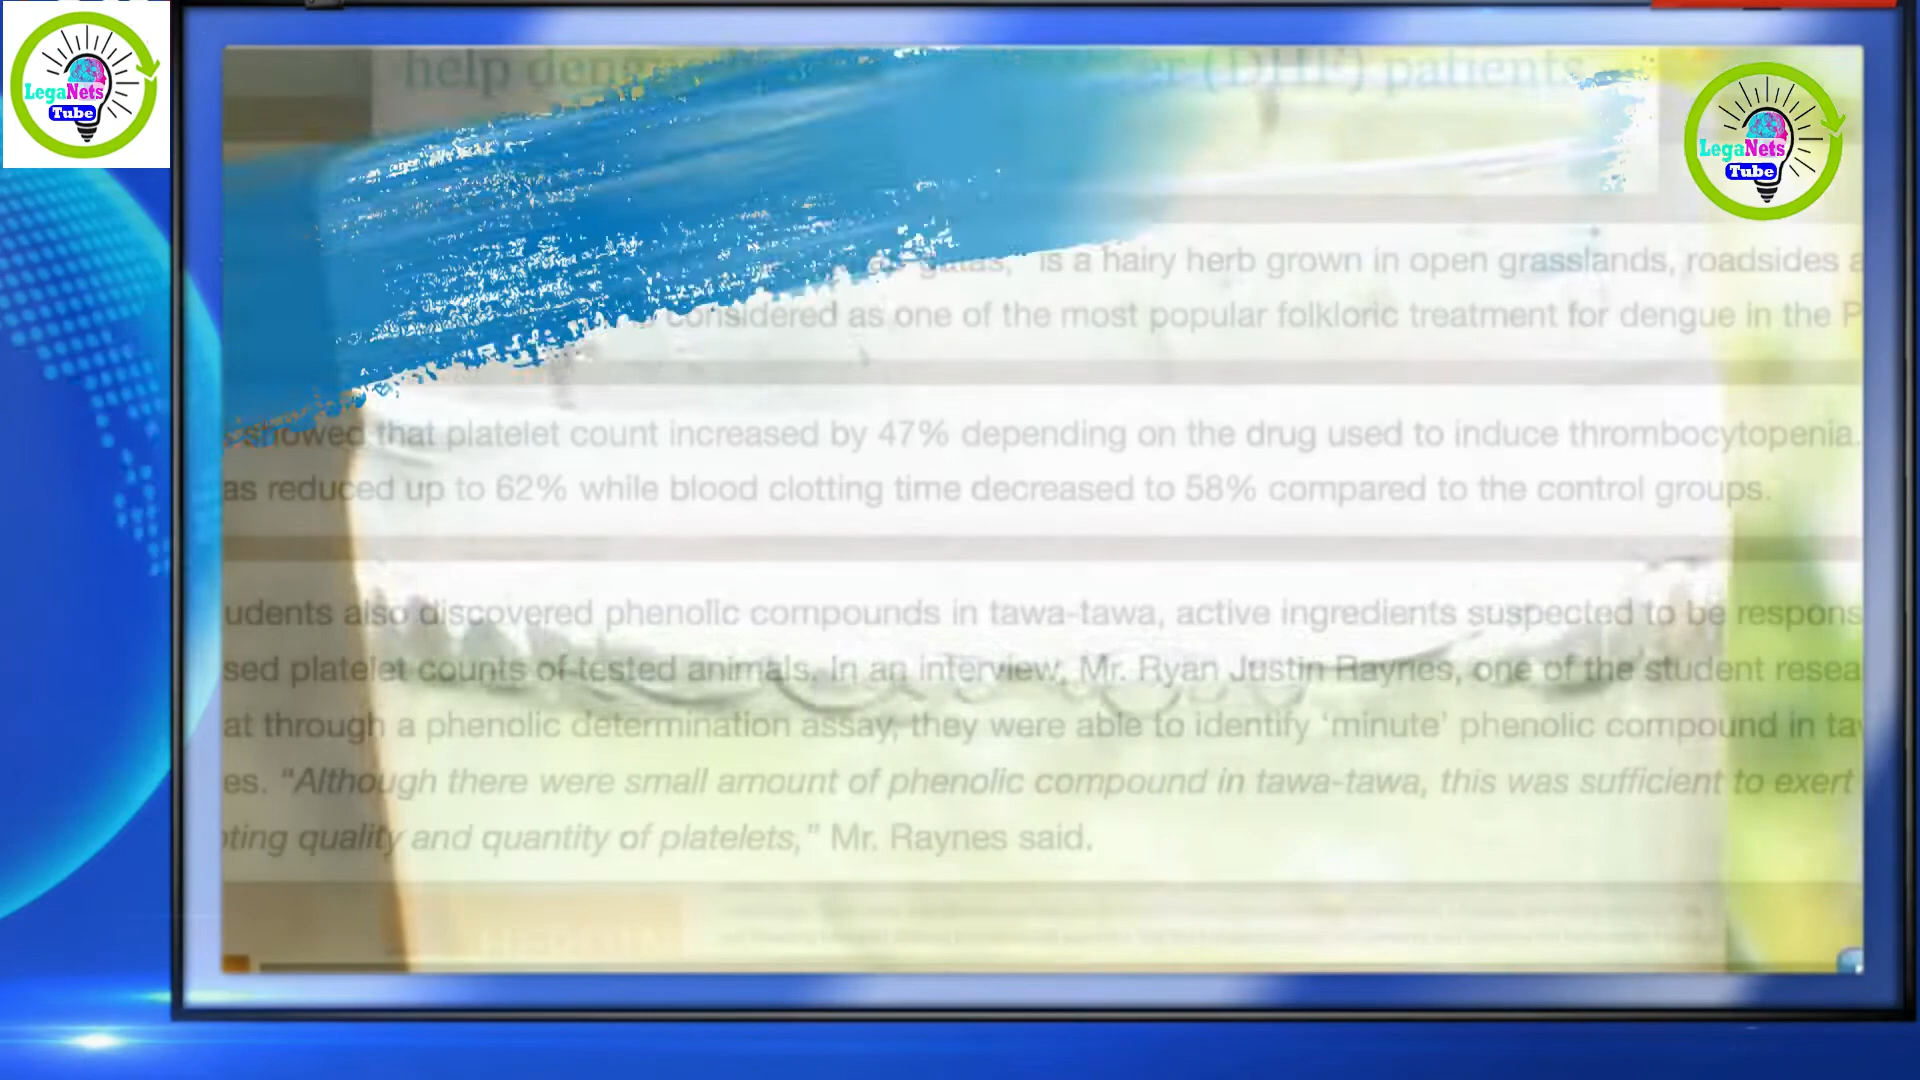 LegaNets
Tube
LegaNets
Tube
(DHF) patients
is a hairy herb grown in open grasslands, roadsides
considered as one of the most popular folkloric treatment for dengue in the P
showed that platelet count increased by 47% depending on the drug used to induce thrombocytopenia.
as reduced up to 62% while blood clotting time decreased to 58% compared to the control groups.
udents also discovered phenolic compounds in tawa-tawa, active ingredients suspected to be respons
sed platelet counts of tested animals. In an interview, Mr. Ryan Justin Raynes, one of the student resea
at through a phenolic determination assay, they were able to identify ‘minute’ phenolic compound in ta
es. “Although there were small amount of phenolic compound in tawa-tawa, this was sufficient to exert
ting quality and quantity of platelets,” Mr. Raynes said.